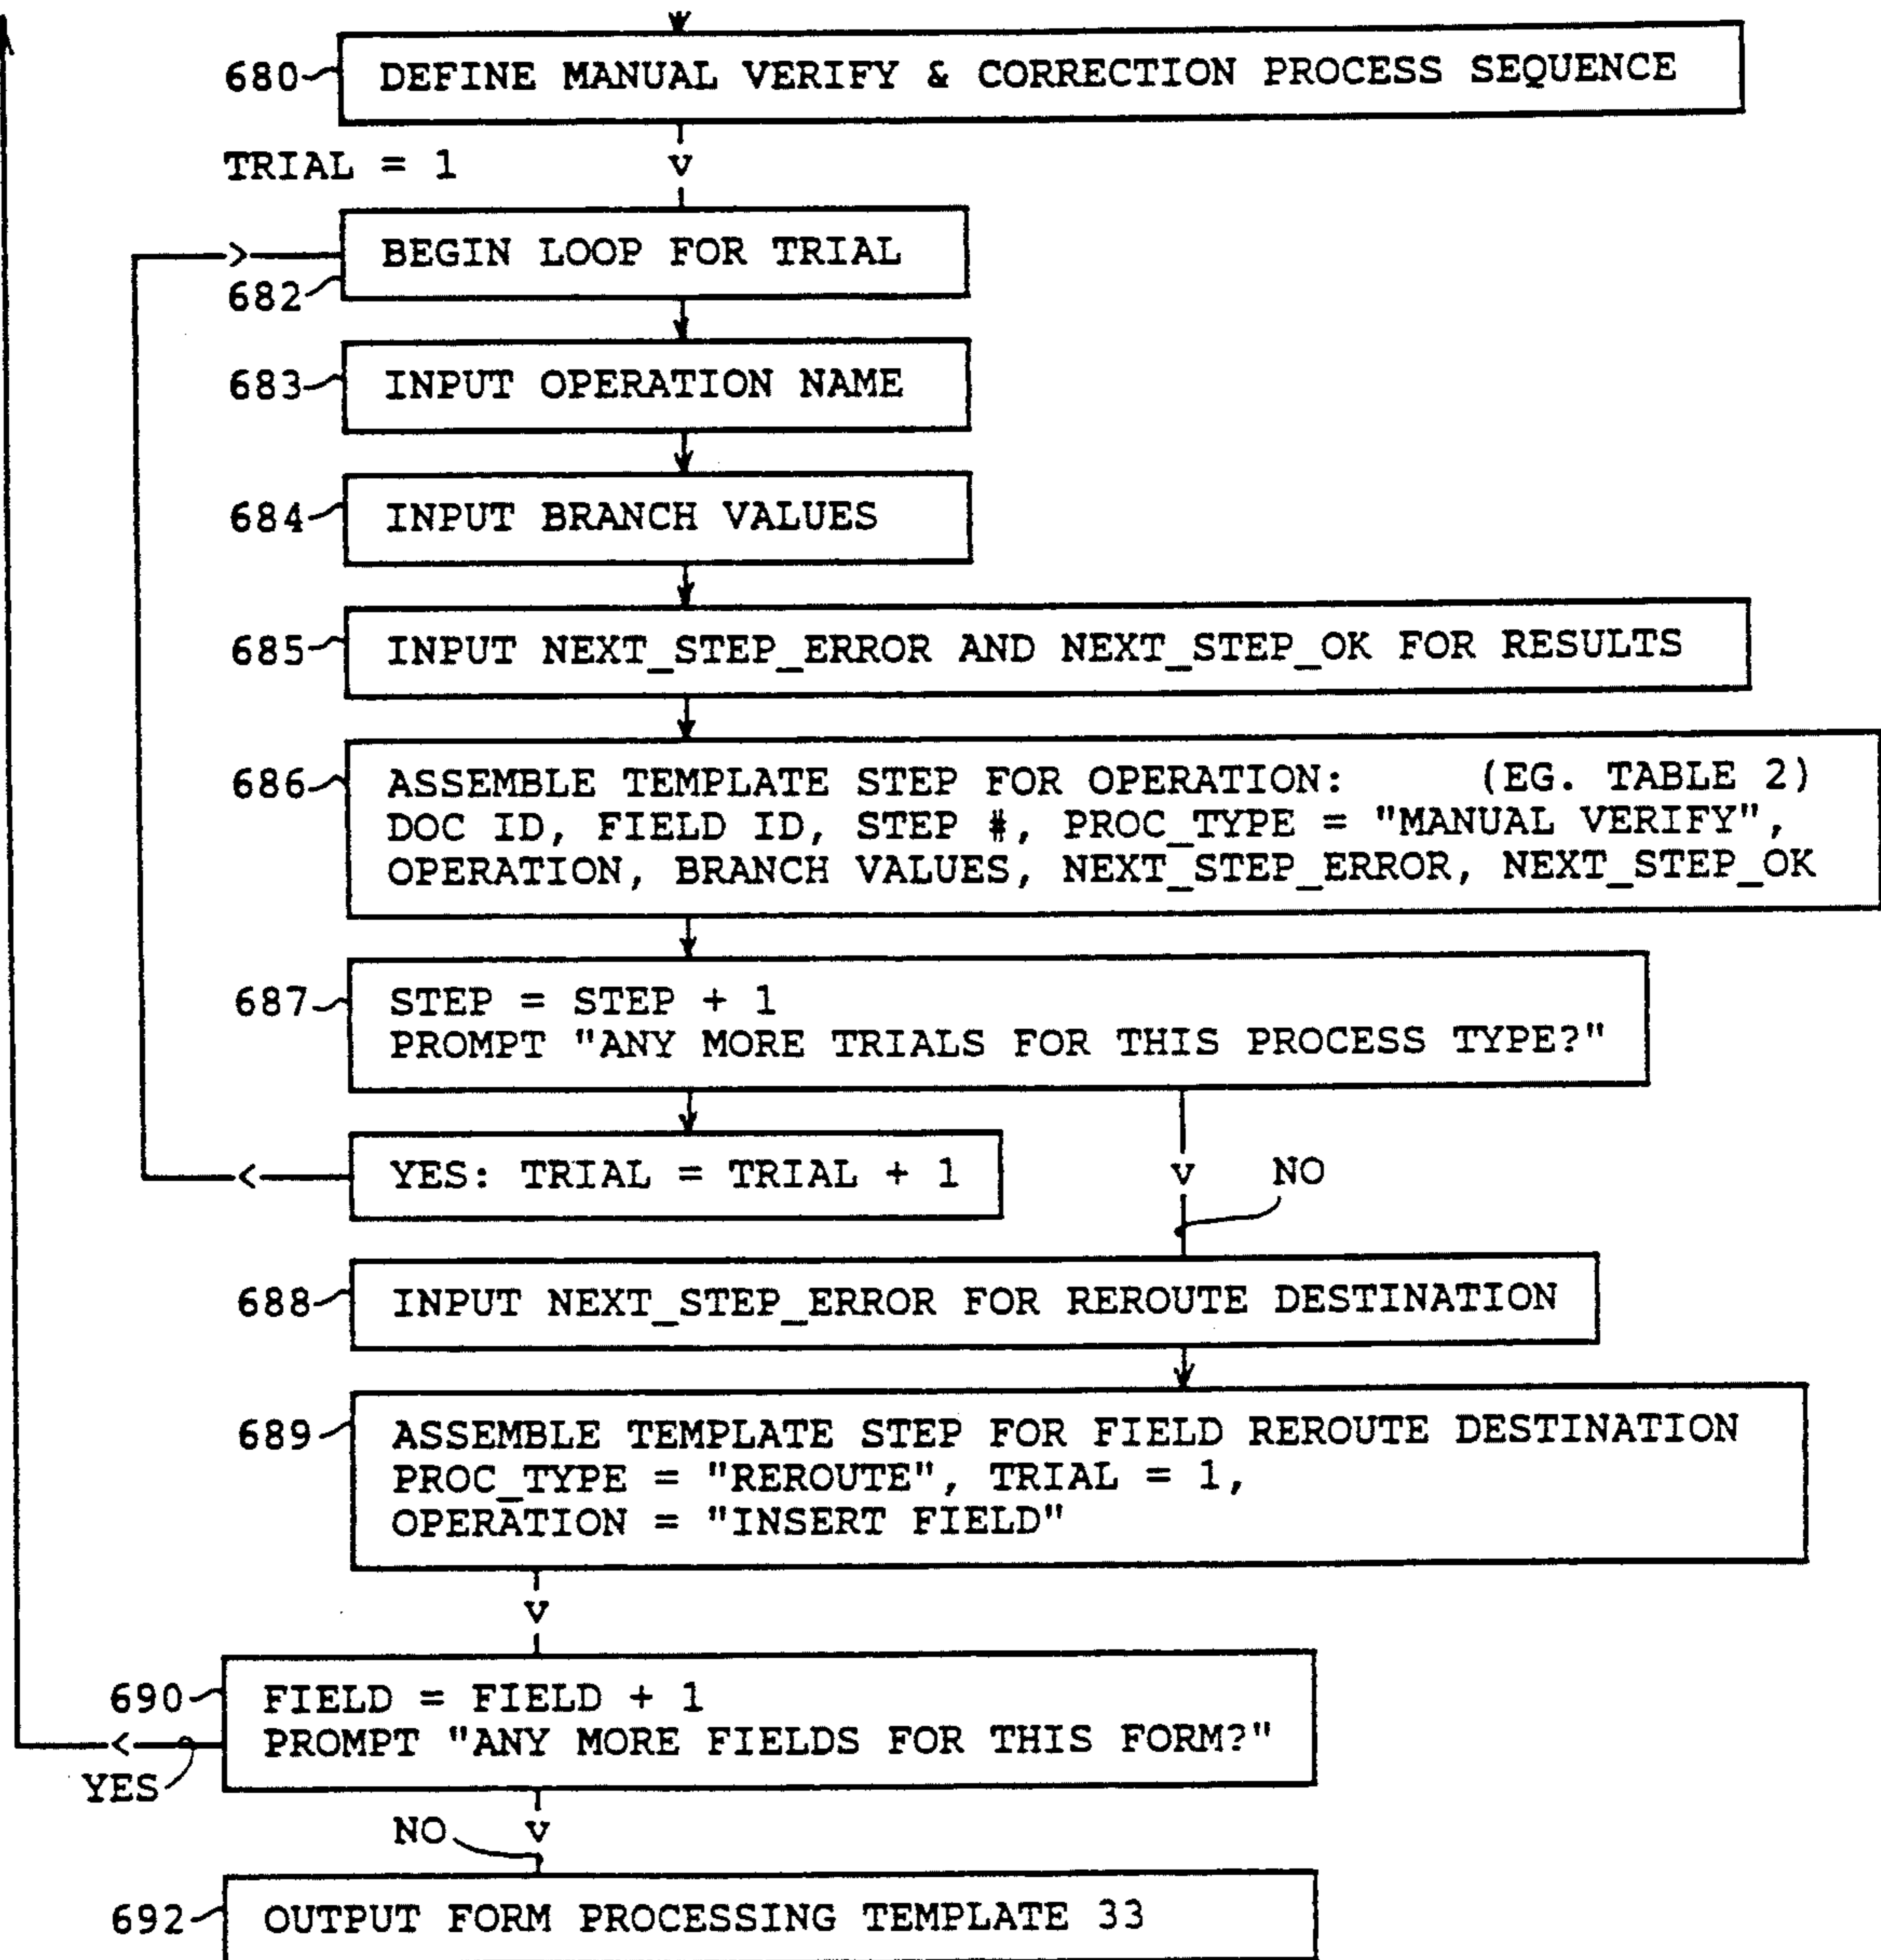 680 DEFINE MANUAL VERIFY & CORRECTION PROCESS SEQUENCE
TRIAL = 1
BEGIN LOOP FOR TRIAL
682
683 INPUT OPERATION NAME
684 INPUT BRANCH VALUES
685 INPUT NEXT_STEP_ERROR AND NEXT_STEP_OK FOR RESULTS
686 ASSEMBLE TEMPLATE STEP FOR OPERATION: (EG. TABLE 2)
DOC ID, FIELD ID, STEP #, PROC_TYPE = "MANUAL VERIFY",
OPERATION, BRANCH VALUES, NEXT_STEP_ERROR, NEXT_STEP_OK
687 STEP = STEP + 1
PROMPT "ANY MORE TRIALS FOR THIS PROCESS TYPE?"
YES: TRIAL = TRIAL + 1
NO
688 INPUT NEXT_STEP_ERROR FOR REROUTE DESTINATION
689 ASSEMBLE TEMPLATE STEP FOR FIELD REROUTE DESTINATION
PROC_TYPE = "REROUTE", TRIAL = 1,
OPERATION = "INSERT FIELD"
690 FIELD = FIELD + 1
PROMPT "ANY MORE FIELDS FOR THIS FORM?"
YES
NO
692 OUTPUT FORM PROCESSING TEMPLATE 33